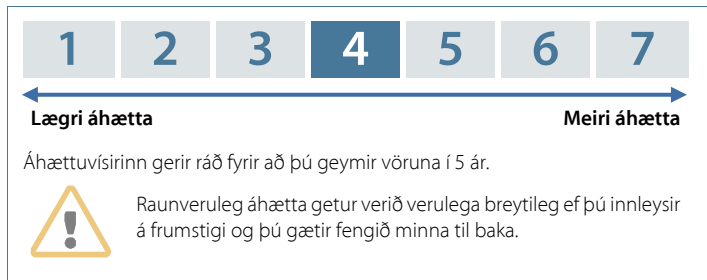 1 2 3 4 5 6 7
Lægri áhætta Meiri áhætta
Áhættuvísirinn gerir ráð fyrir að þú geymir vöruna í 5 ár.
Raunveruleg áhætta getur verið verulega breytileg ef þú innleysir
á frumstigi og þú gætir fengið minna til baka.